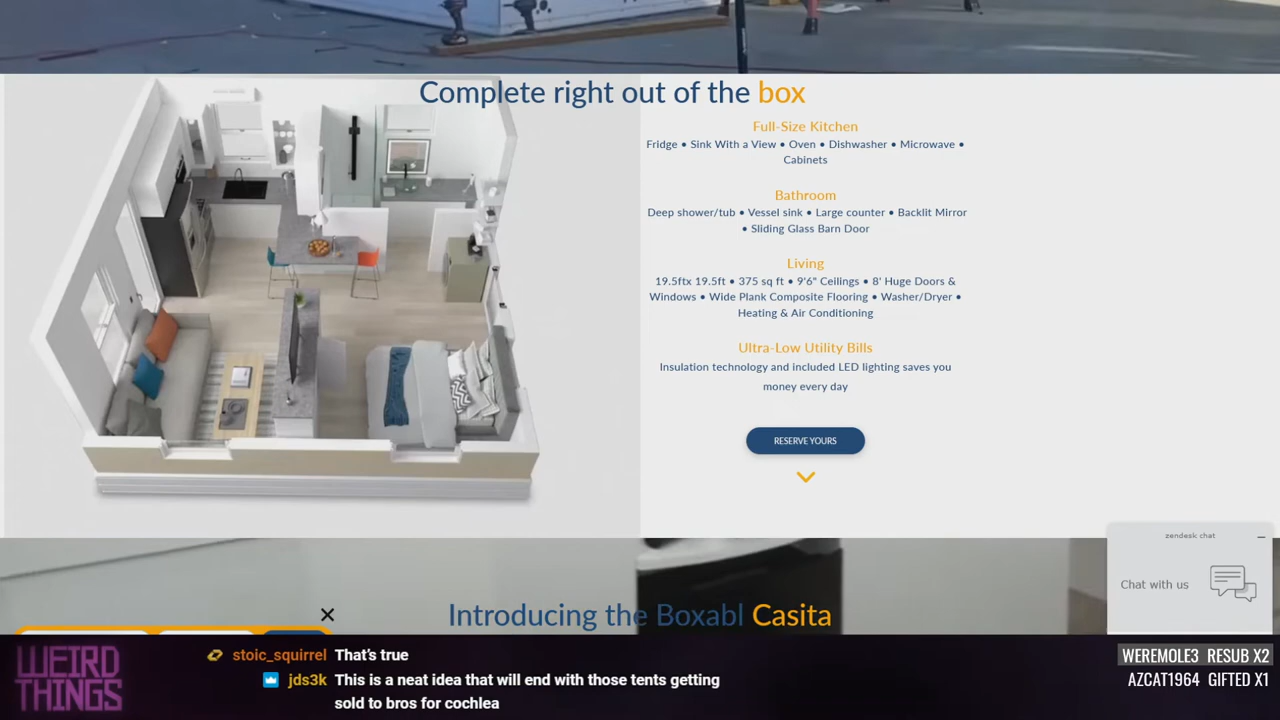 Complete right out of the box
Full-Size Kitchen
Fridge • Sink With a View • Oven • Dishwasher • Microwave •
Cabinets
Bathroom
Deep shower/tub • Vessel sink • Large counter • Backlit Mirror
• Sliding Glass Barn Door
Living
19.5ftx 19.5ft • 375 sq ft • 9'6" Ceilings • 8' Huge Doors &
Windows • Wide Plank Composite Flooring • Washer/Dryer •
Heating & Air Conditioning
Ultra-Low Utility Bills
Insulation technology and included LED lighting saves you
money every day
RESERVE YOURS
zendesk chat
Chat with us
Introducing the Boxabl Casita
WEIRD
THINGS
stoic_squirrel That's true
jds3k This is a neat idea that will end with those tents getting
sold to bros for cochlea
WEREMOLE3 RESUB X2
AZCAT1964 GIFTED X1